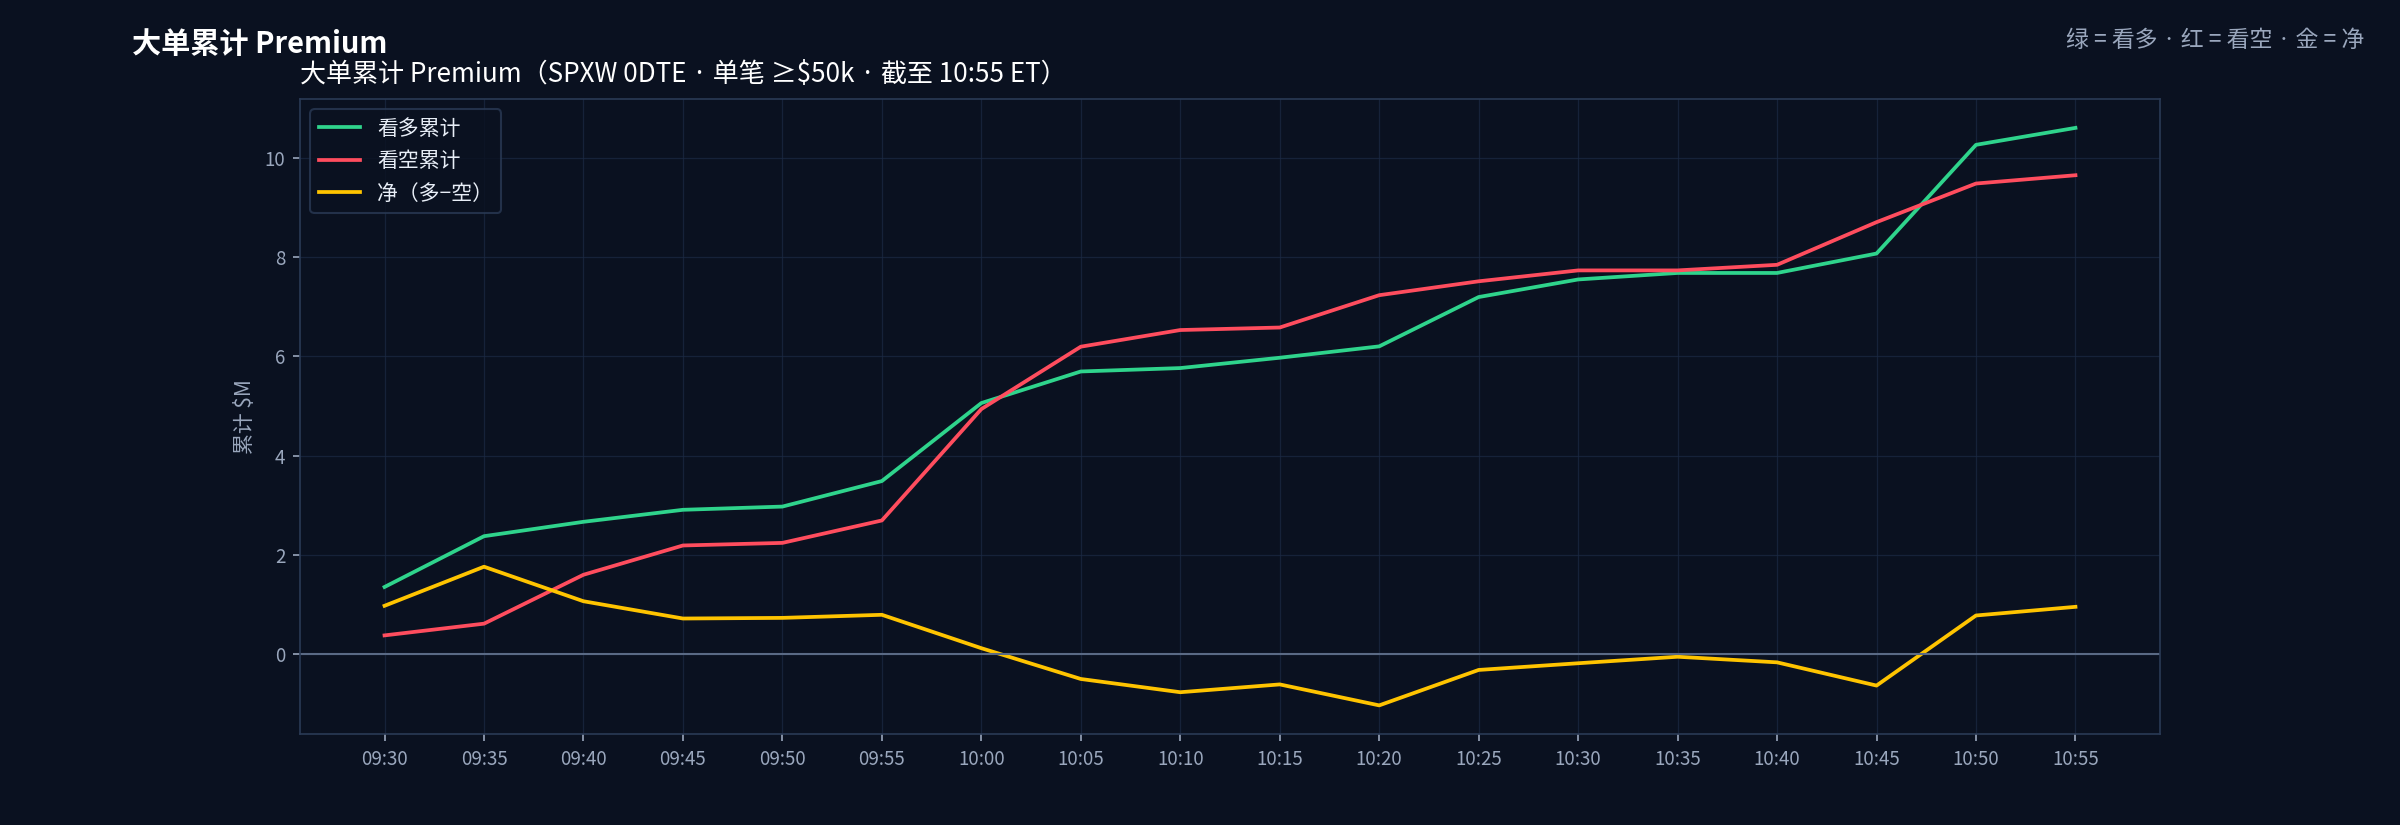 大单累计 Premium
绿 = 看多 · 红 = 看空 · 金 = 净
大单累计 Premium（SPXW 0DTE · 单笔 ≥$50k · 截至 10:55 ET）
看多累计
看空累计
净（多−空）
累计 $M
10
8
6
4
2
0
09:30 09:35 09:40 09:45 09:50 09:55 10:00 10:05 10:10 10:15 10:20 10:25 10:30 10:35 10:40 10:45 10:50 10:55